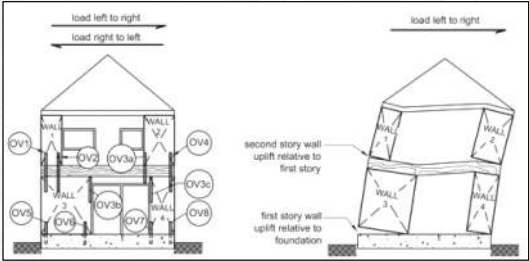 load left to right
load right to left
WALL
1
WALL
2
OV1
OV2
OV3a
OV4
OV3c
WALL
3
OV3b
WALL
4
OV5
OV6
OV7
OV8
load left to right
WALL
1
WALL
2
second story wall
uplift relative to
first story
WALL
3
WALL
4
first story wall
uplift relative to
foundation